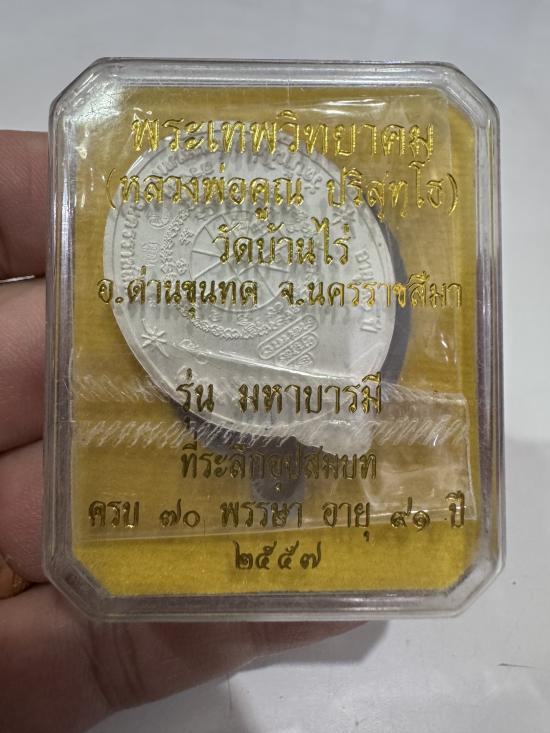 พระเทพวิทยาคม
(หลวงพ่อคูณ ปริสุทฺโธ)
วัดบ้านไร่
อ.ด่านขุนทด จ.นครราชสีมา
รุ่น มหาบารมี
ที่ระลึกอุปสมบท
ครบ ๗๐ พรรษา อายุ ๙๑ ปี
๒๕๕๗